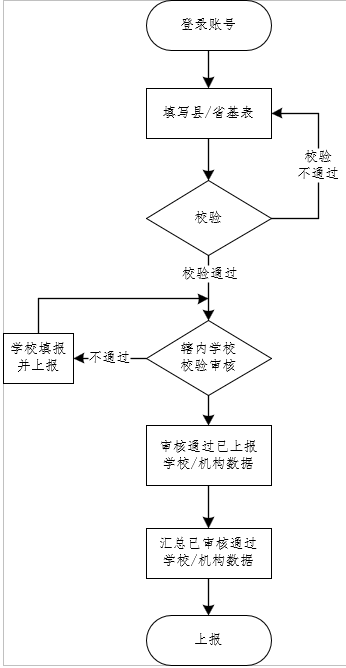 登录账号
填写县/省基表
校验
不通过
校验
校验通过
学校填报
并上报
不通过
辖内学校
校验审核
审核通过已上报
学校/机构数据
汇总已审核通过
学校/机构数据
上报